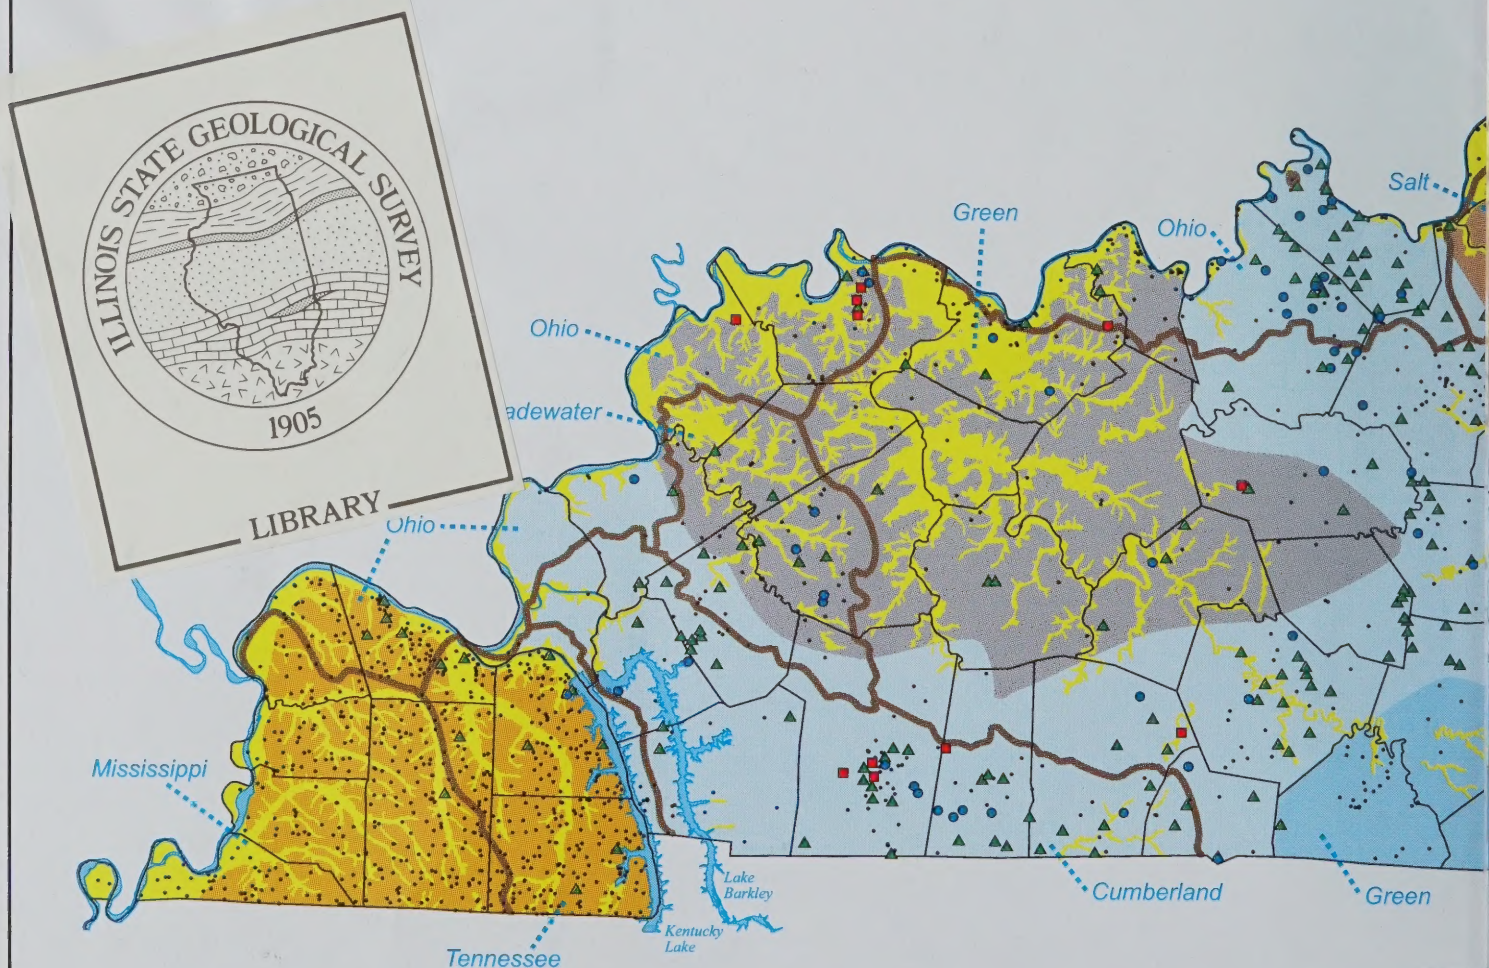 ILLINOIS STATE GEOLOGICAL SURVEY
1905
LIBRARY
Salt
Green
Ohio
Ohio
adewater
Ohio
Mississippi
Lake
Barkley
Cumberland
Green
Kentucky
Lake
Tennessee